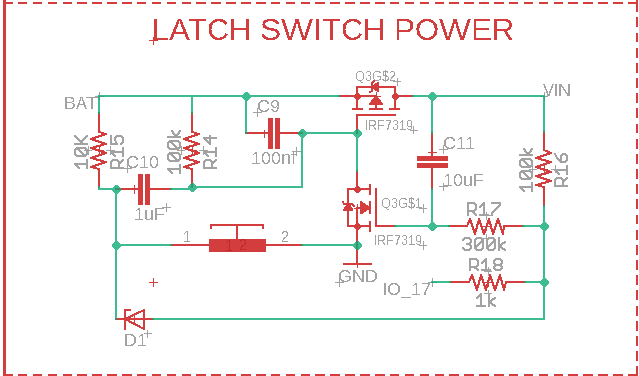 LATCH SWITCH POWER
Q3G$2
BAT
VIN
C9
IRF7319
10K
R15
100k
R14
C10
100nf
C11
100k
R16
10uF
1uF
Q3G$1
R17
1
1 2
2
IRF7319
300k
R18
GND
IO_17
1k
D1